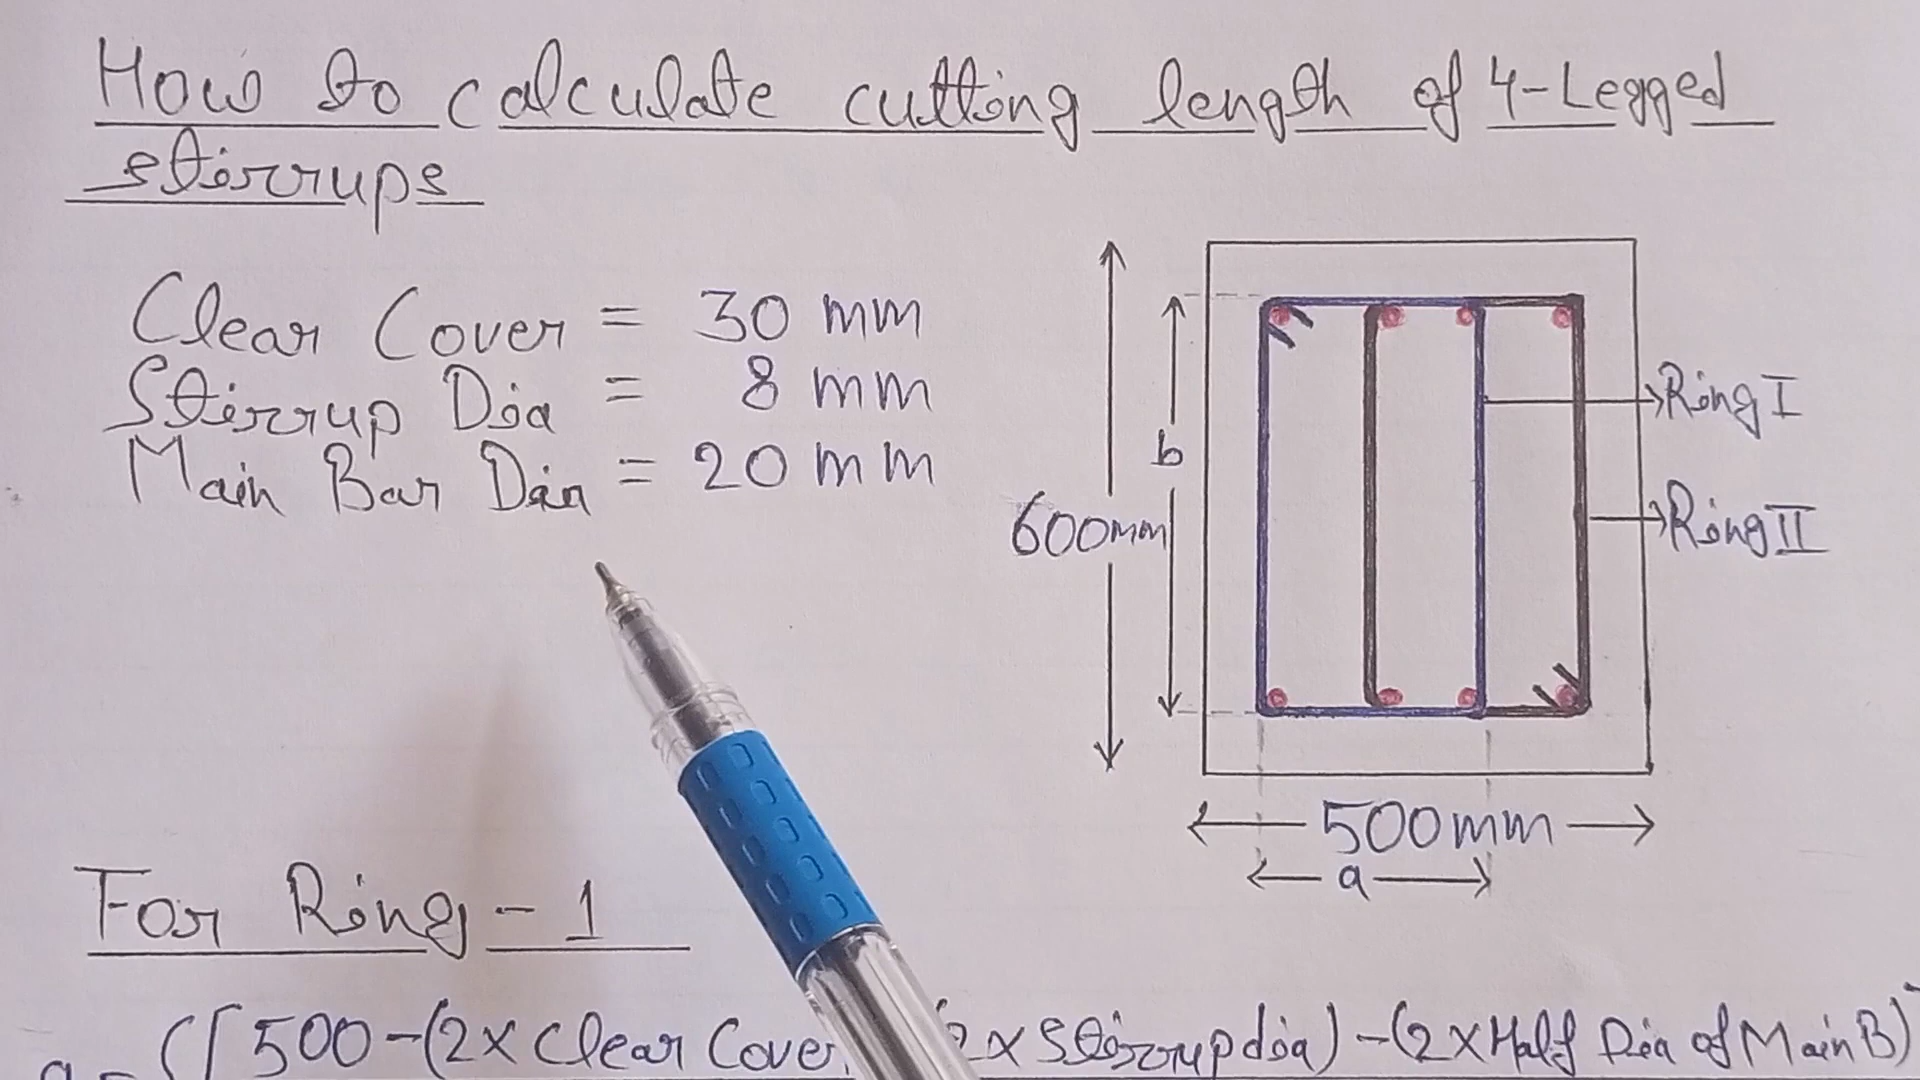 How to calculate cutting length of 4-Legged
stirrups
Clear Cover = 30 mm
Stirrup Dia = 8 mm
Main Bar Dia = 20 mm
Ring I
b
600mm
Ring II
500mm
a
For Ring-1
a = ([500-(2x Clear Cover 2x Stirrup dia)-(2xHalf Dia of Main B)